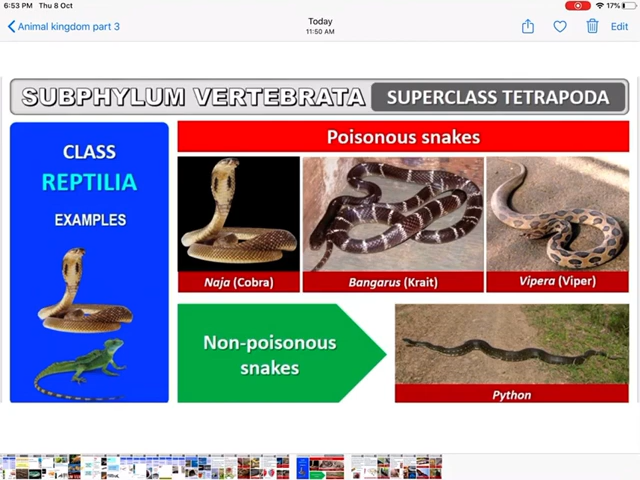 6:53 PM Thu 8 Oct
17%
Animal kingdom part 3
Today
11:50 AM
Edit
SUBPHYLUM VERTEBRATA
SUPERCLASS TETRAPODA
CLASS
REPTILIA
EXAMPLES
Poisonous snakes
Naja (Cobra)
Bangarus (Krait)
Vipera (Viper)
Non-poisonous
snakes
Python